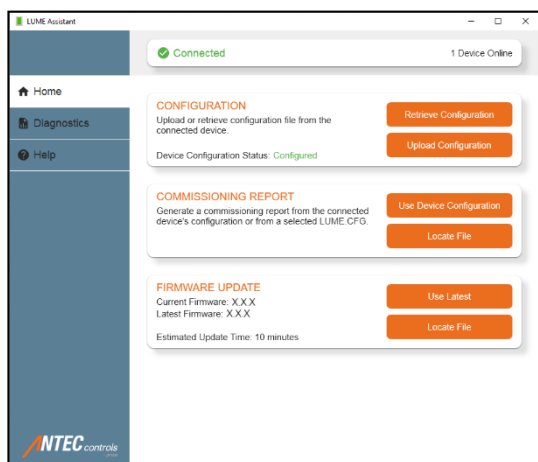 LUME Assistant
Connected
1 Device Online
Home
Diagnostics
Help
CONFIGURATION
Upload or retrieve configuration file from the
connected device.
Device Configuration Status: Configured
Retrieve Configuration
Upload Configuration
COMMISSIONING REPORT
Generate a commissioning report from the connected
device's configuration or from a selected LUME.CFG.
Use Device Configuration
Locate File
FIRMWARE UPDATE
Current Firmware: X.X.X
Latest Firmware: X.X.X
Estimated Update Time: 10 minutes
Use Latest
Locate File
ANTEC controls